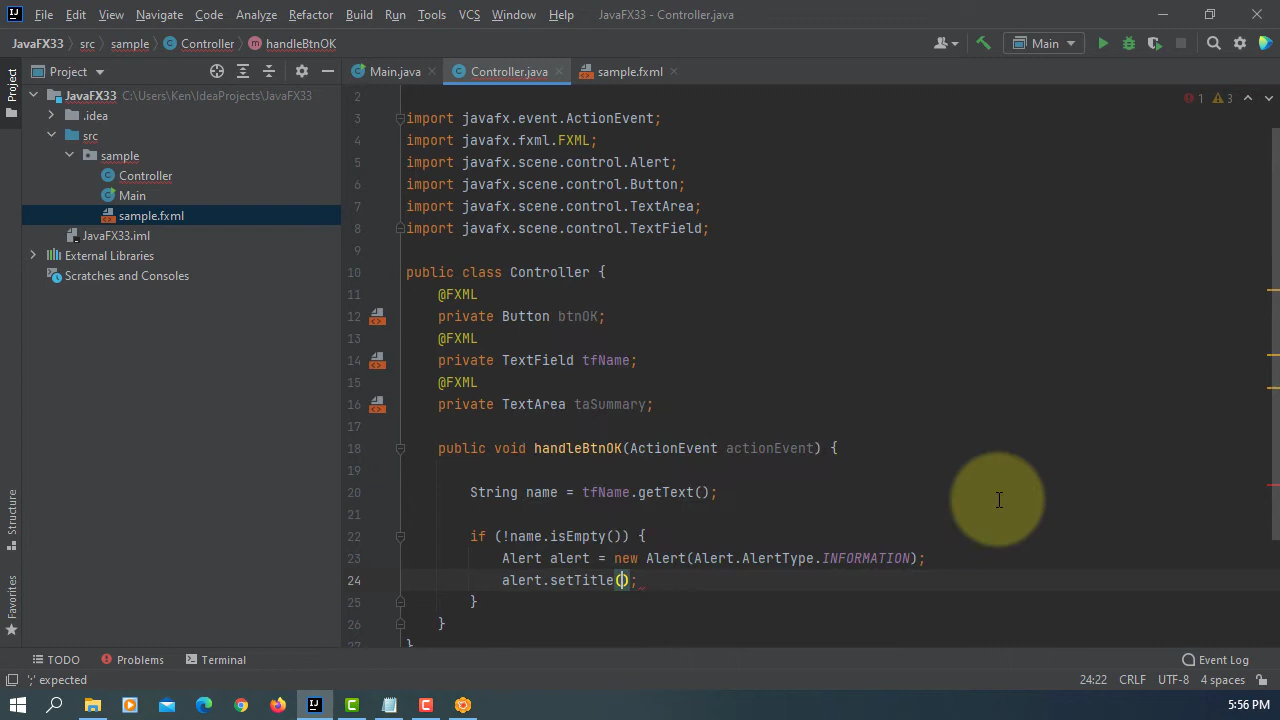 File Edit View Navigate Code Analyze Refactor Build Run Tools VCS Window Help JavaFX33 - Controller.java
JavaFX33 src sample Controller handleBtnOK Main
Project Main.java Controller.java sample.fxml
Project
JavaFX33 C:\Users\Ken\IdeaProjects\JavaFX33
.idea
src
sample
Controller
Main
sample.fxml
JavaFX33.iml
External Libraries
Scratches and Consoles
1 3
2
3 import javafx.event.ActionEvent;
4 import javafx.fxml.FXML;
5 import javafx.scene.control.Alert;
6 import javafx.scene.control.Button;
7 import javafx.scene.control.TextArea;
8 import javafx.scene.control.TextField;
9
10 public class Controller {
11 @FXML
12 private Button btnOK;
13 @FXML
14 private TextField tfName;
15 @FXML
16 private TextArea taSummary;
17
18 public void handleBtnOK(ActionEvent actionEvent) {
19
20 String name = tfName.getText();
21
22 if (!name.isEmpty()) {
23 Alert alert = new Alert(Alert.AlertType.INFORMATION);
24 alert.setTitle();
25 }
26 }
27 }
Structure
Favorites
TODO Problems Terminal Event Log
';' expected 24:22 CRLF UTF-8 4 spaces
5:56 PM